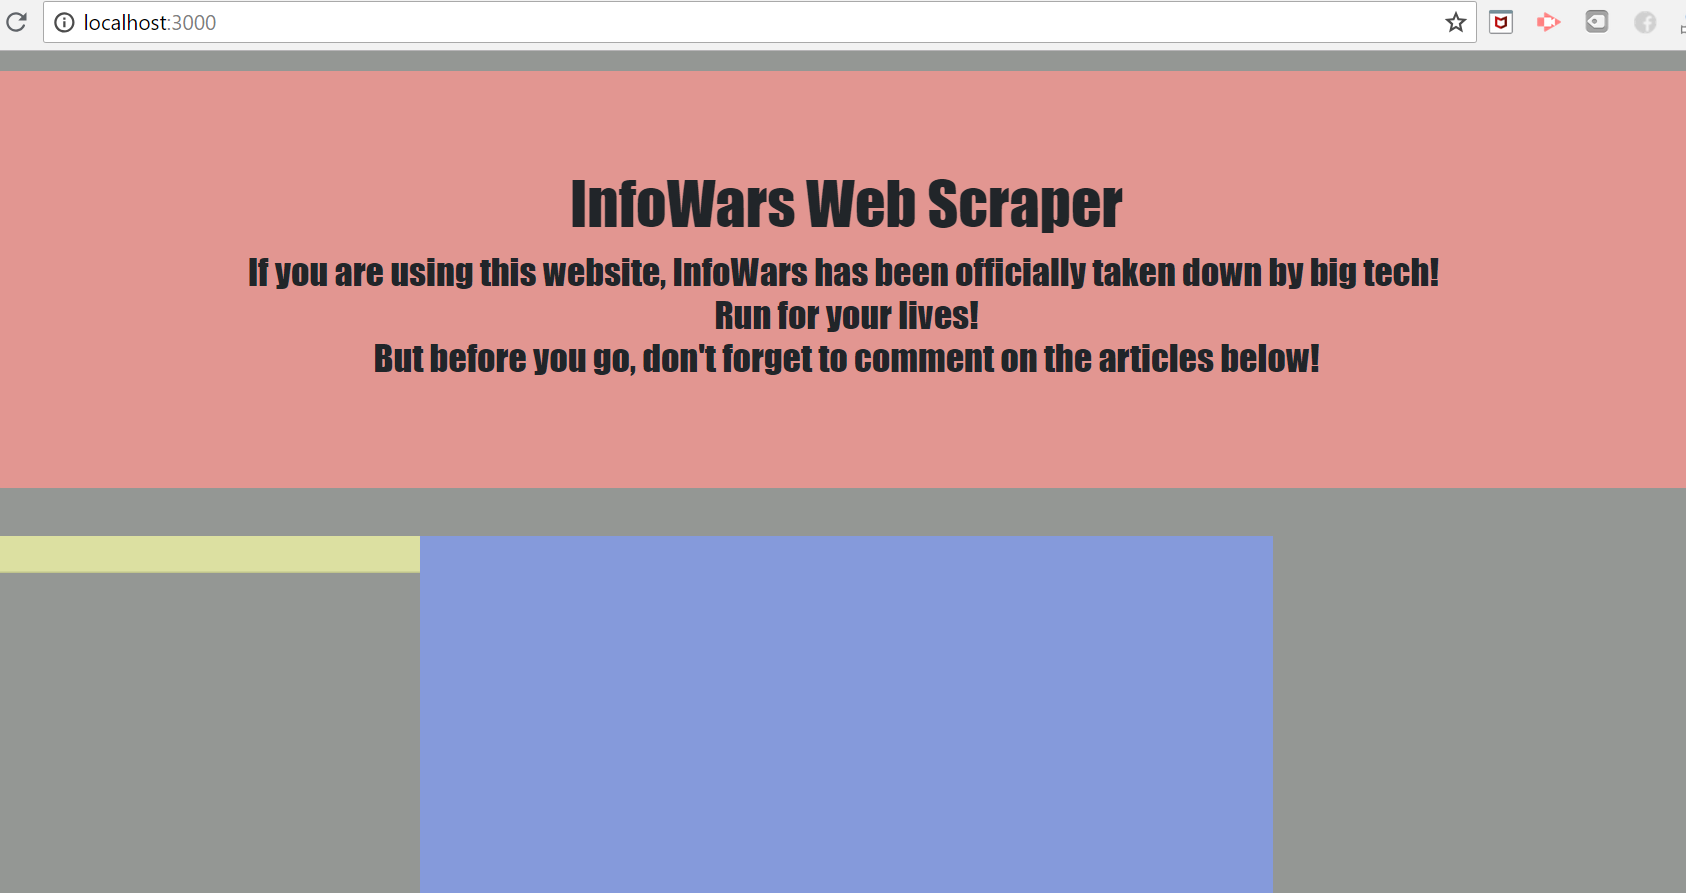 localhost:3000
InfoWars Web Scraper
If you are using this website, InfoWars has been officially taken down by big tech!
Run for your lives!
But before you go, don't forget to comment on the articles below!